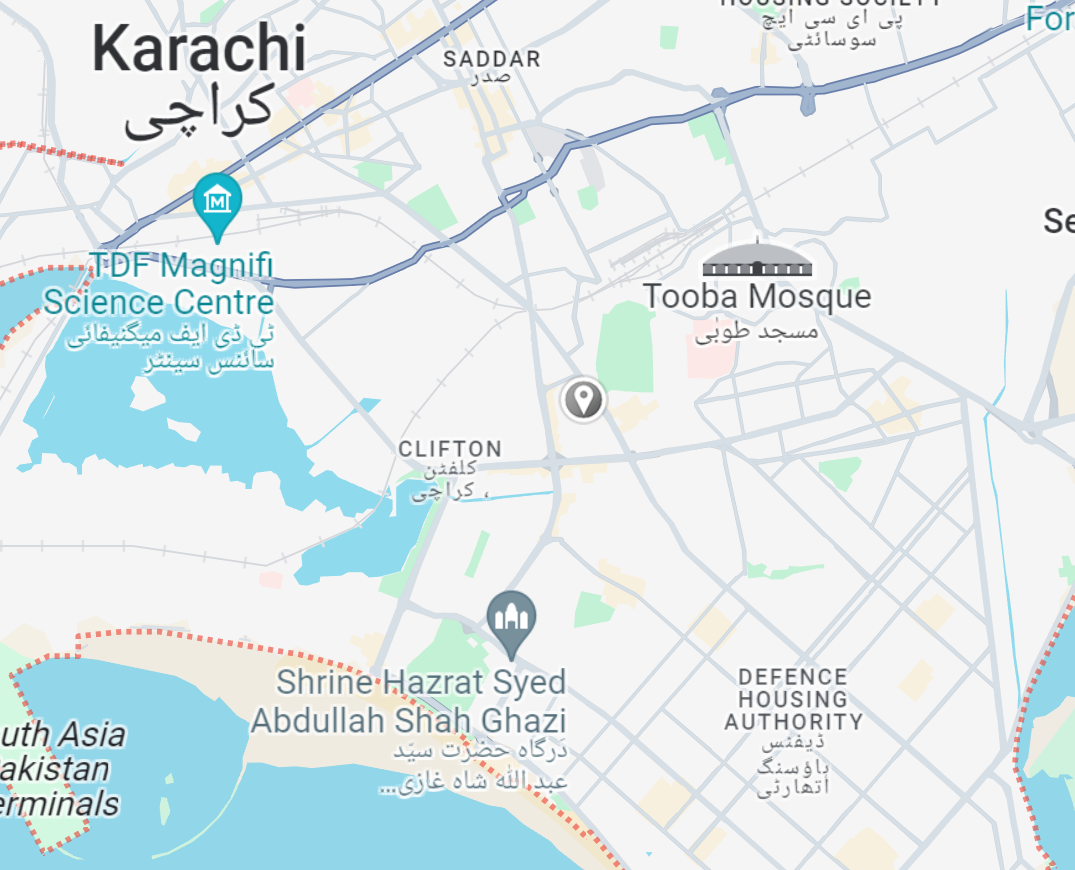 HOUSING SOCIETY
پی ای سی ایچ
سوسائٹی
For
Karachi
کراچی
SADDAR
صدر
Se
TDF Magnifi
Science Centre
ٹی ڈی ایف میگنیفائی
سائنس سینٹر
Tooba Mosque
مسجد طوبٰی
CLIFTON
کلفٹن
، کراچی
Shrine Hazrat Syed
Abdullah Shah Ghazi
درگاہ حضرت سیّد
عبد اللہ شاہ غازی...
DEFENCE
HOUSING
AUTHORITY
ڈیفنس
ہاؤسنگ
اتھارٹی
uth Asia
akistan
erminals